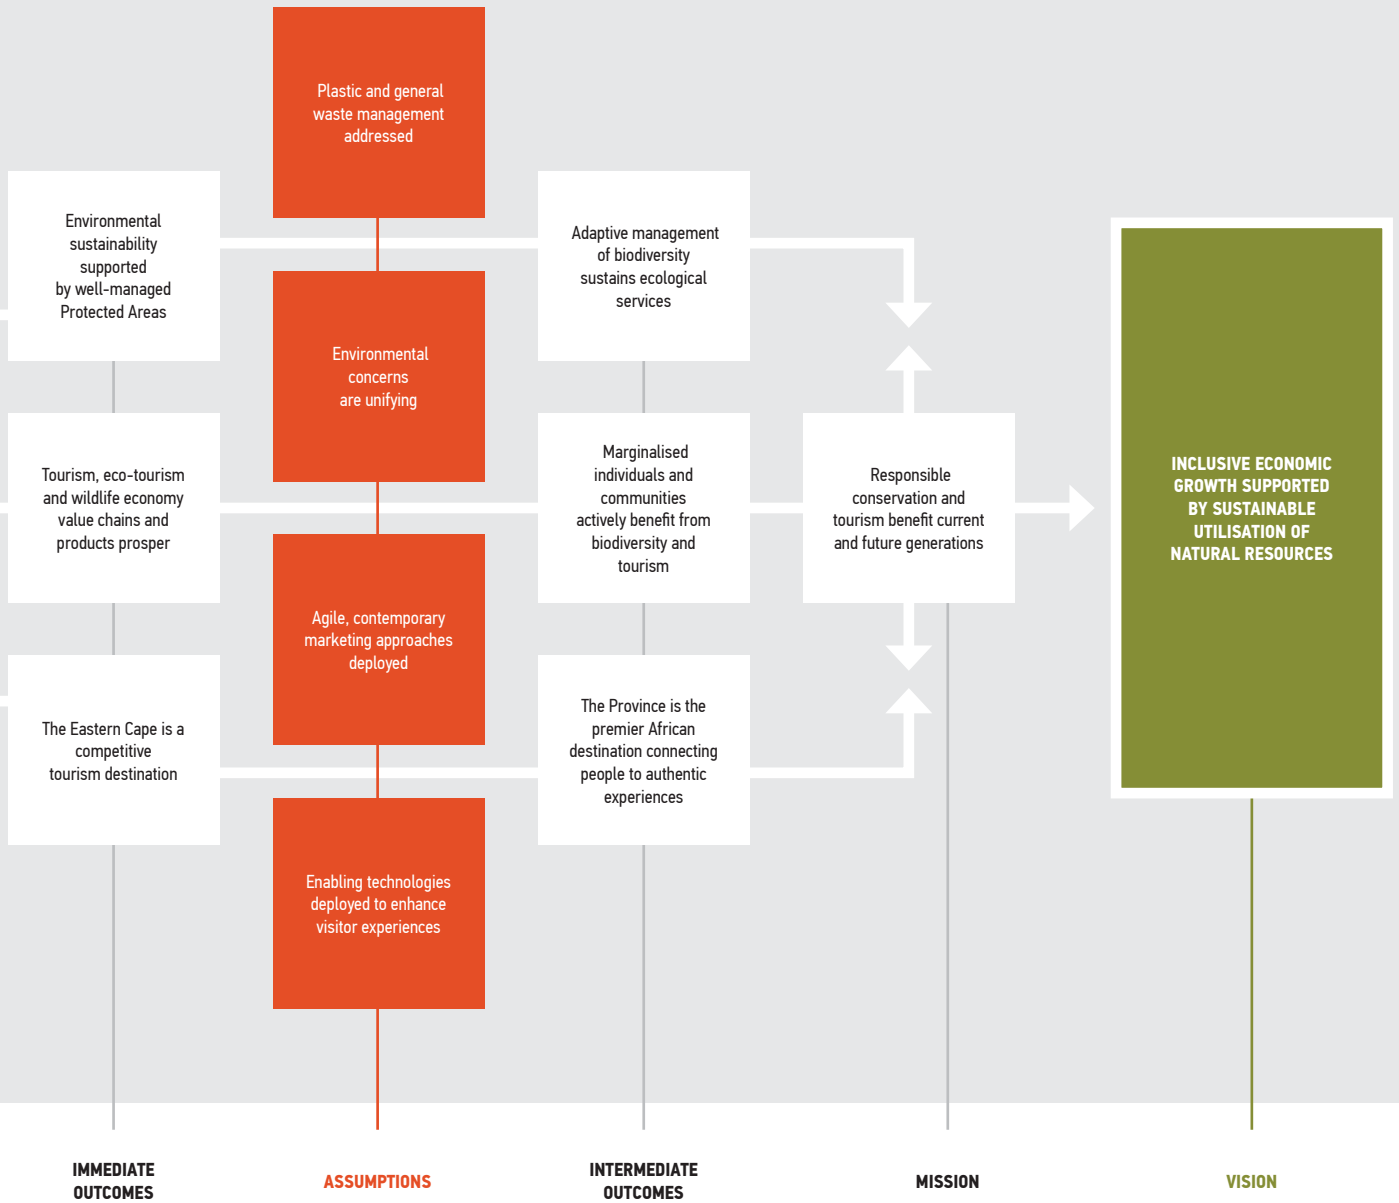 Plastic and general
waste management
addressed
Environmental
sustainability
supported
by well-managed
Protected Areas
Adaptive management
of biodiversity
sustains ecological
services
Environmental
concerns
are unifying
Tourism, eco-tourism
and wildlife economy
value chains and
products prosper
Marginalised
individuals and
communities
actively benefit from
biodiversity and
tourism
Responsible
conservation and
tourism benefit current
and future generations
INCLUSIVE ECONOMIC
GROWTH SUPPORTED
BY SUSTAINABLE
UTILISATION OF
NATURAL RESOURCES
Agile, contemporary
marketing approaches
deployed
The Eastern Cape is a
competitive
tourism destination
The Province is the
premier African
destination connecting
people to authentic
experiences
Enabling technologies
deployed to enhance
visitor experiences
IMMEDIATE
OUTCOMES
ASSUMPTIONS
INTERMEDIATE
OUTCOMES
MISSION
VISION